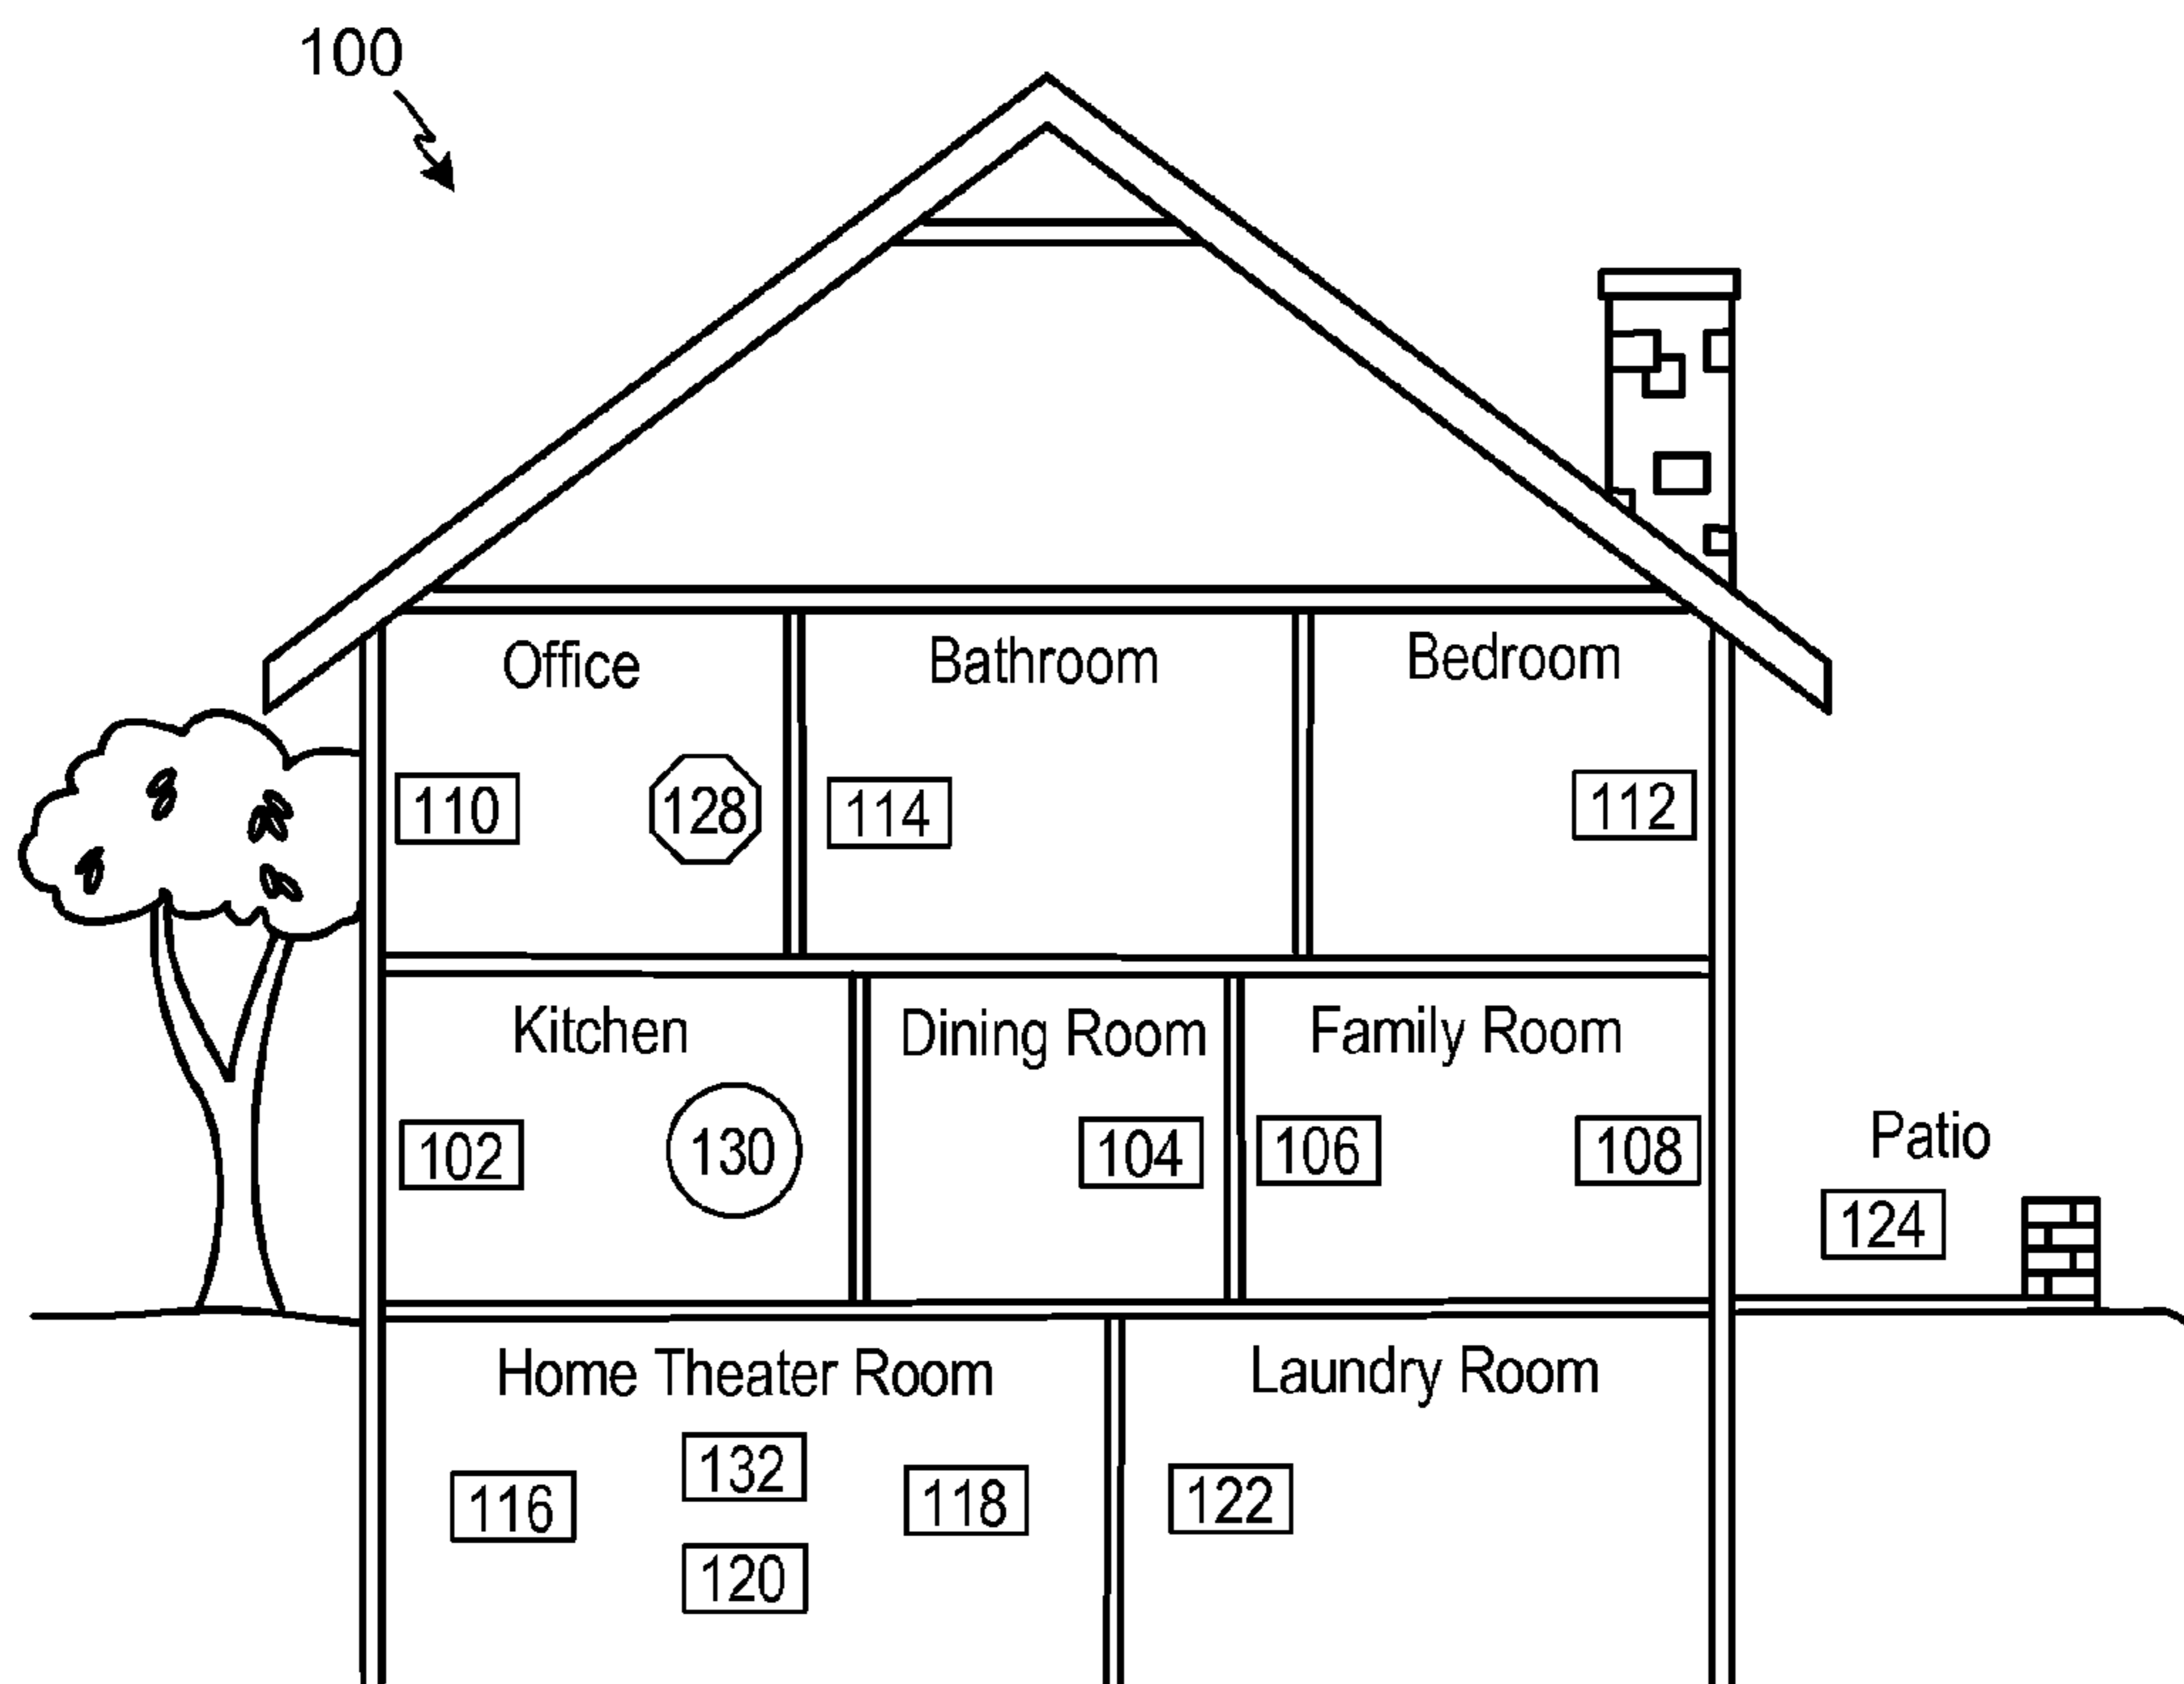 100
Office
Bathroom
Bedroom
110
128
114
112
Kitchen
Dining Room
Family Room
102
130
104
106
108
Patio
124
Home Theater Room
Laundry Room
116
132
118
122
120